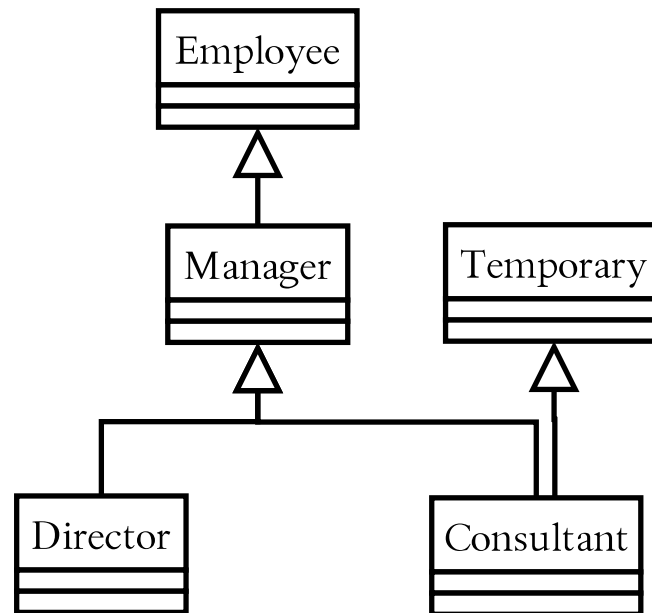 Employee
Manager
Temporary
Director
Consultant